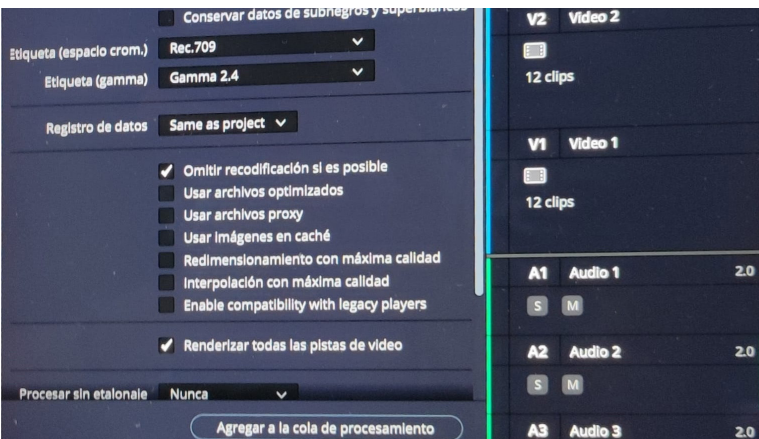 Conservar datos de subnegros y superblancos
Etiqueta (espacio crom.) Rec.709
Etiqueta (gamma) Gamma 2.4
Registro de datos Same as project
Omitir recodificación si es posible
Usar archivos optimizados
Usar archivos proxy
Usar imágenes en caché
Redimensionamiento con máxima calidad
Interpolación con máxima calidad
Enable compatibility with legacy players
Renderizar todas las pistas de video
Procesar sin etalonaje Nunca
Agregar a la cola de procesamiento
V2 Video 2
12 clips
V1 Video 1
12 clips
A1 Audio 1 2.0
S M
A2 Audio 2 2.0
S M
A3 Audio 3 2.0